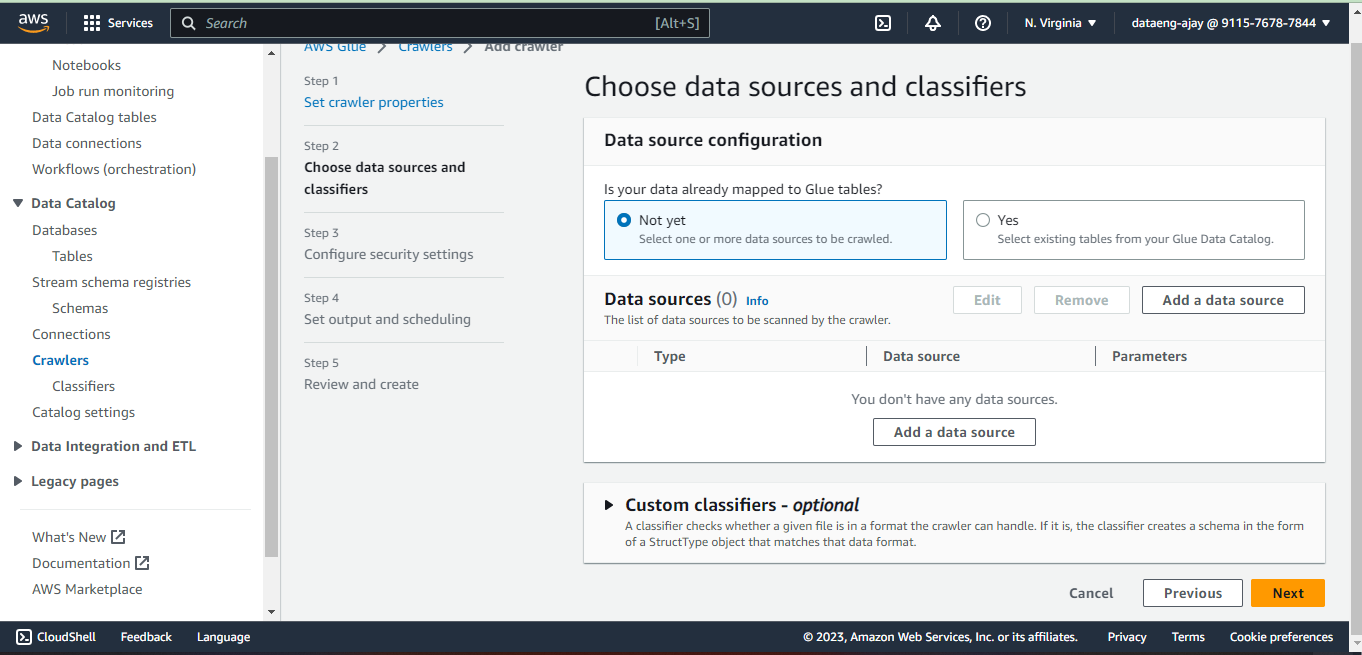 aws
Services
Search
[Alt+S]
N. Virginia
dataeng-ajay @ 9115-7678-7844
Notebooks
Job run monitoring
Data Catalog tables
Data connections
Workflows (orchestration)
Data Catalog
Databases
Tables
Stream schema registries
Schemas
Connections
Crawlers
Classifiers
Catalog settings
Data Integration and ETL
Legacy pages
What's New
Documentation
AWS Marketplace
AWS Glue
Crawlers
Add crawler
Step 1
Set crawler properties
Step 2
Choose data sources and
classifiers
Step 3
Configure security settings
Step 4
Set output and scheduling
Step 5
Review and create
Choose data sources and classifiers
Data source configuration
Is your data already mapped to Glue tables?
Not yet
Select one or more data sources to be crawled.
Yes
Select existing tables from your Glue Data Catalog.
Data sources (0) Info
The list of data sources to be scanned by the crawler.
Edit
Remove
Add a data source
Type
Data source
Parameters
You don't have any data sources.
Add a data source
Custom classifiers - optional
A classifier checks whether a given file is in a format the crawler can handle. If it is, the classifier creates a schema in the form
of a StructType object that matches that data format.
Cancel
Previous
Next
CloudShell
Feedback
Language
© 2023, Amazon Web Services, Inc. or its affiliates.
Privacy
Terms
Cookie preferences